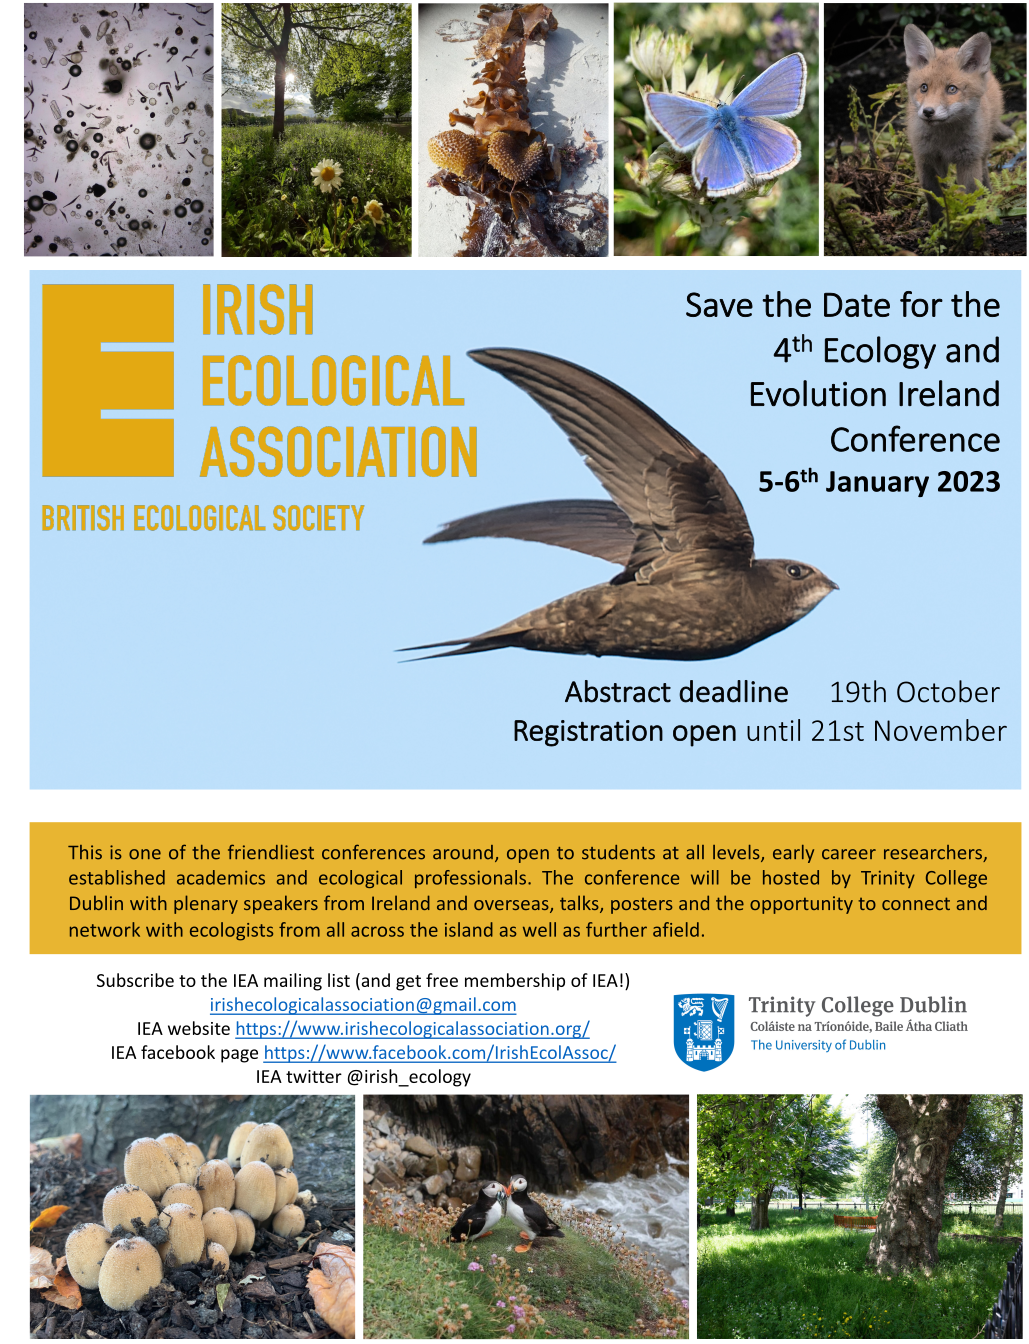 IRISH
ECOLOGICAL
ASSOCIATION
BRITISH ECOLOGICAL SOCIETY
Save the Date for the
4th Ecology and
Evolution Ireland
Conference
5-6th January 2023
Abstract deadline 19th October
Registration open until 21st November
This is one of the friendliest conferences around, open to students at all levels, early career researchers,
established academics and ecological professionals. The conference will be hosted by Trinity College
Dublin with plenary speakers from Ireland and overseas, talks, posters and the opportunity to connect and
network with ecologists from all across the island as well as further afield.
Subscribe to the IEA mailing list (and get free membership of IEA!)
irishecologicalassociation@gmail.com
IEA website https://www.irishecologicalassociation.org/
IEA facebook page https://www.facebook.com/IrishEcolAssoc/
IEA twitter @irish_ecology
Trinity College Dublin
Coláiste na Tríonóide, Baile Átha Cliath
The University of Dublin